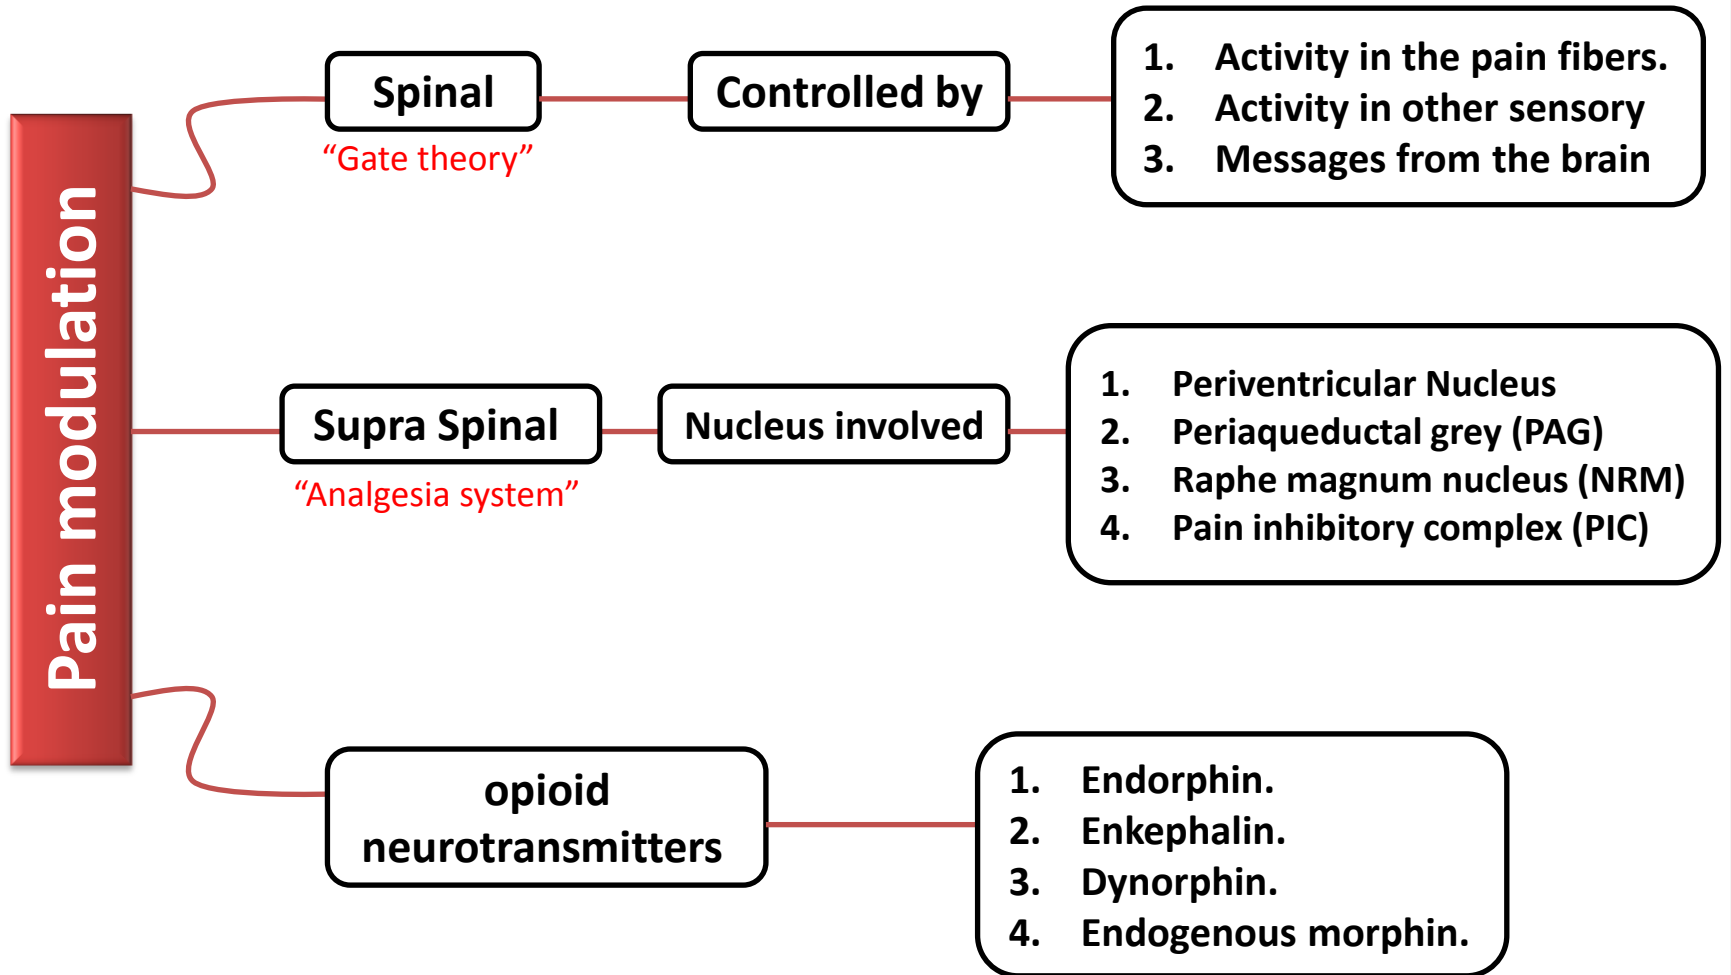 Pain modulation
Spinal
“Gate theory”
Controlled by
1. Activity in the pain fibers.
2. Activity in other sensory
3. Messages from the brain
Supra Spinal
“Analgesia system”
Nucleus involved
1. Periventricular Nucleus
2. Periaqueductal grey (PAG)
3. Raphe magnum nucleus (NRM)
4. Pain inhibitory complex (PIC)
opioid
neurotransmitters
1. Endorphin.
2. Enkephalin.
3. Dynorphin.
4. Endogenous morphin.